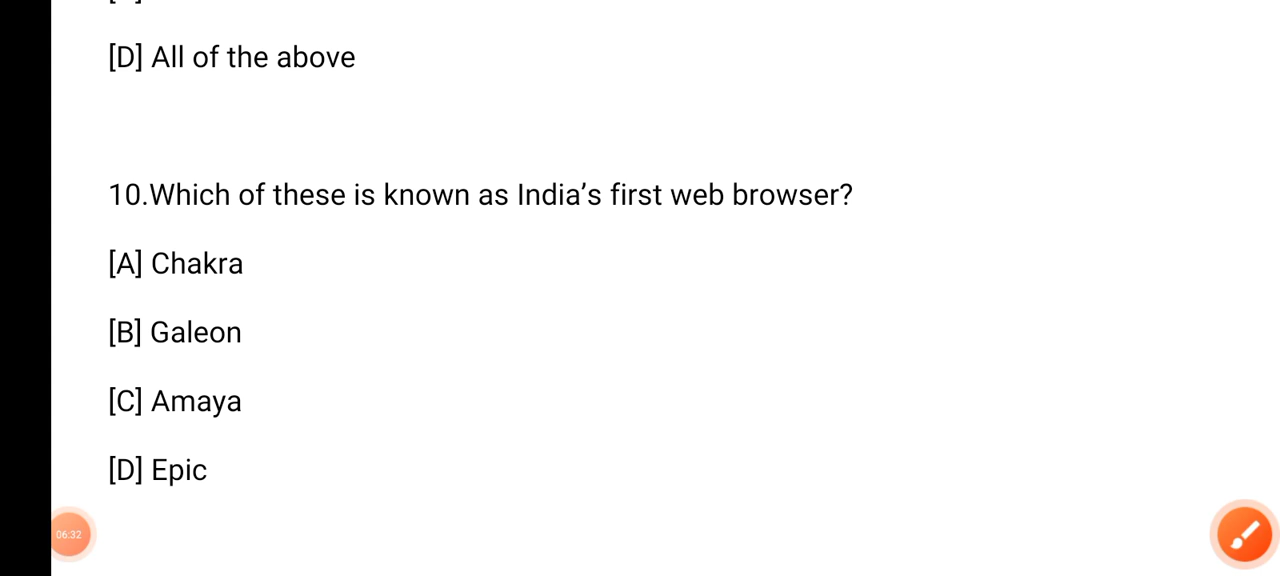 [D] All of the above
10.Which of these is known as India’s first web browser?
[A] Chakra
[B] Galeon
[C] Amaya
[D] Epic
06:32